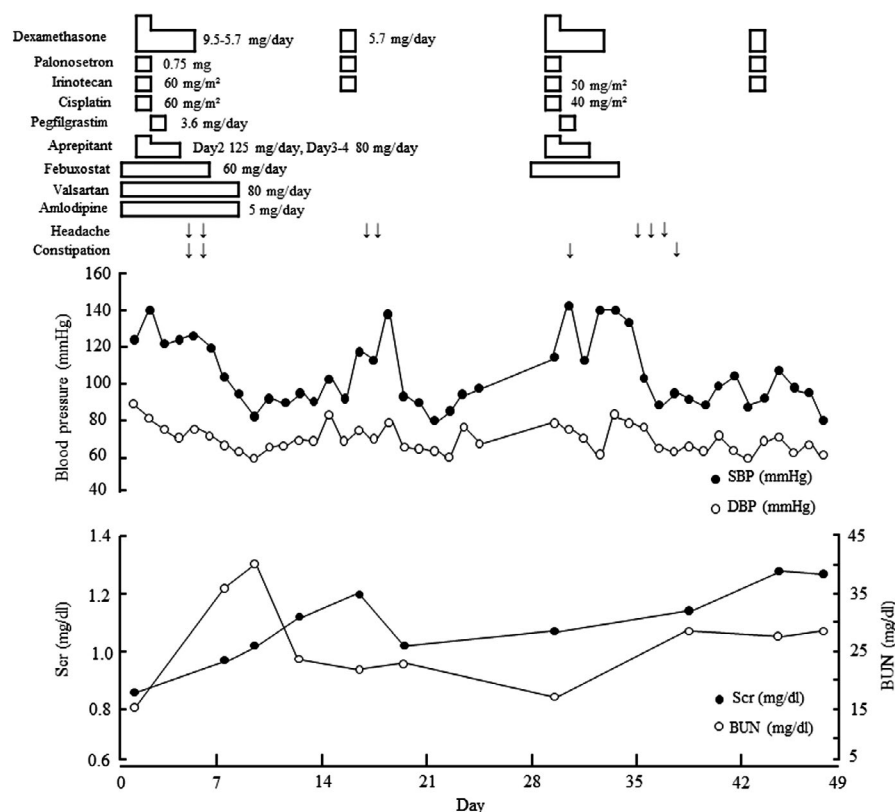 Dexamethasone 9.5-5.7 mg/day 5.7 mg/day
Palonosetron 0.75 mg
Irinotecan 60 mg/m² 50 mg/m²
Cisplatin 60 mg/m² 40 mg/m²
Pegfilgrastim 3.6 mg/day
Aprepitant Day2 125 mg/day, Day3-4 80 mg/day
Febuxostat 60 mg/day
Valsartan 80 mg/day
Amlodipine 5 mg/day
Headache ↓ ↓ ↓ ↓ ↓ ↓ ↓
Constipation ↓ ↓ ↓ ↓
Blood pressure (mmHg)
160
140
120
100
80
60
40
SBP (mmHg)
DBP (mmHg)
Scr (mg/dl)
1.4
1.2
1.0
0.8
0.6
BUN (mg/dl)
45
35
25
15
5
Scr (mg/dl)
BUN (mg/dl)
0 7 14 21 28 35 42 49
Day